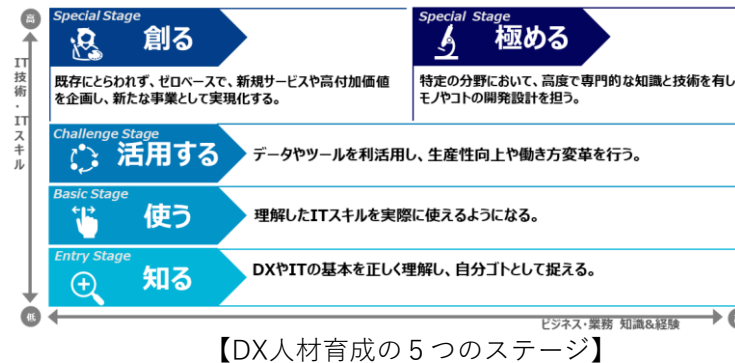 高
IT技術・ITスキル
低
Special Stage
創る
既存にとらわれず、ゼロベースで、新規サービスや高付加価値
を企画し、新たな事業として実現化する。
Special Stage
極める
特定の分野において、高度で専門的な知識と技術を有し
モノやコトの開発設計を担う。
Challenge Stage
活用する
データやツールを利活用し、生産性向上や働き方変革を行う。
Basic Stage
使う
理解したITスキルを実際に使えるようになる。
Entry Stage
知る
DXやITの基本を正しく理解し、自分ゴトとして捉える。
ビジネス・業務 知識&経験
【DX人材育成の５つのステージ】